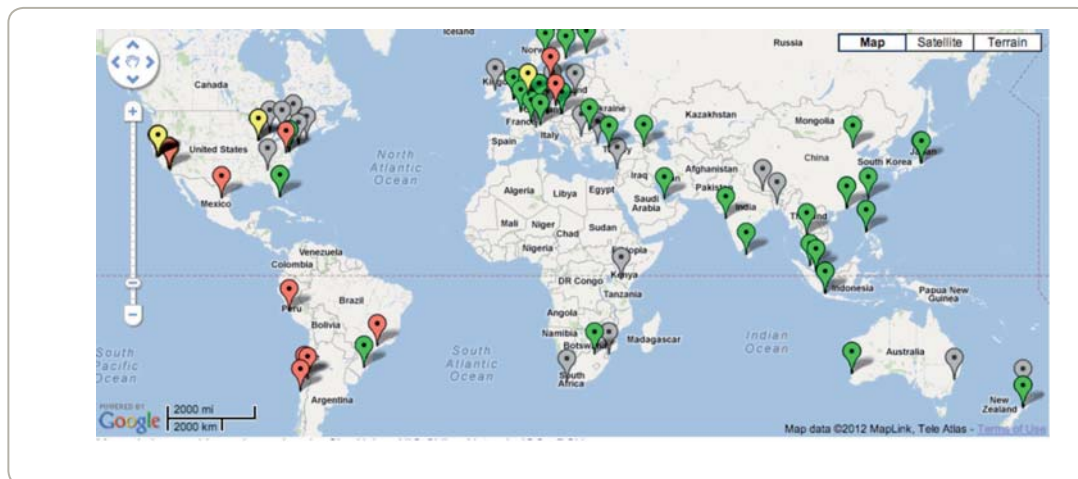 Iceland
Russia
Map
Satellite
Terrain
Canada
Kazakhstan
Mongolia
France
Italy
Spain
United States
North
Atlantic
Ocean
China
South Korea
Afghanistan
Iraq
Algeria
Libya
Egypt
Saudi
Arabia
India
Mexico
Mali
Niger
Chad
Sudan
Nigeria
Venezuela
Colombia
DR Congo
Kenya
Tanzania
Indonesia
Papua New
Guinea
Peru
Brazil
Bolivia
Angola
Namibia
Madagascar
Indian
Ocean
South
Pacific
Ocean
South
Atlantic
Ocean
South
Africa
Australia
Argentina
New
Zealand
POWERED BY
Google
2000 mi
2000 km
Map data ©2012 MapLink, Tele Atlas - Terms of Use